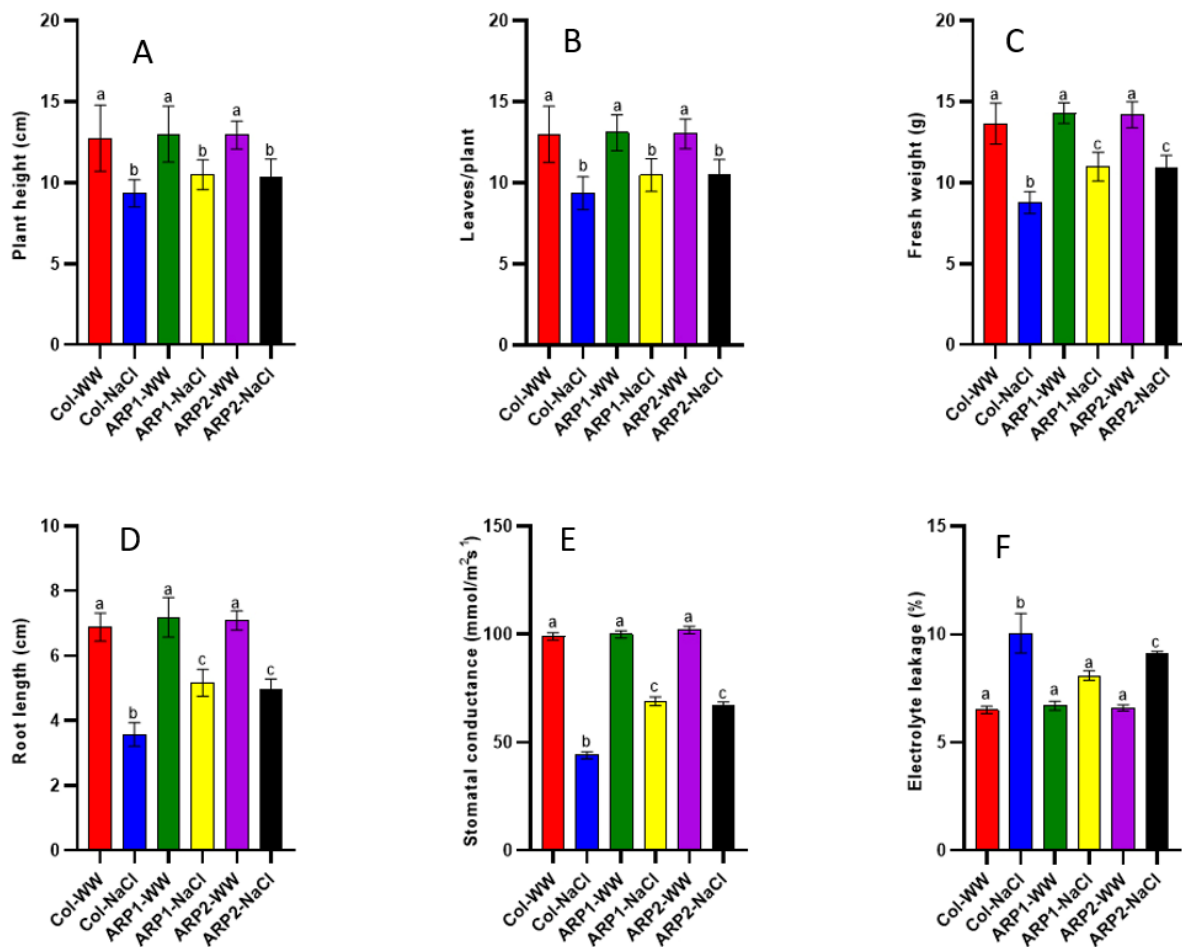 A
Plant height (cm)
20
15
10
5
0
a
b
a
b
a
b
Col-WW
Col-NaCl
ARP1-WW
ARP1-NaCl
ARP2-WW
ARP2-NaCl
B
Leaves/plant
20
15
10
5
0
a
b
a
b
a
b
Col-WW
Col-NaCl
ARP1-WW
ARP1-NaCl
ARP2-WW
ARP2-NaCl
C
Fresh weight (g)
20
15
10
5
0
a
b
a
c
a
c
Col-WW
Col-NaCl
ARP1-WW
ARP1-NaCl
ARP2-WW
ARP2-NaCl
D
Root length (cm)
10
8
6
4
2
0
a
b
a
c
a
c
Col-WW
Col-NaCl
ARP1-WW
ARP1-NaCl
ARP2-WW
ARP2-NaCl
E
Stomatal conductance (mmol/m²s¹)
150
100
50
0
a
b
a
c
a
c
Col-WW
Col-NaCl
ARP1-WW
ARP1-NaCl
ARP2-WW
ARP2-NaCl
F
Electrolyte leakage (%)
15
10
5
0
a
b
a
a
a
c
Col-WW
Col-NaCl
ARP1-WW
ARP1-NaCl
ARP2-WW
ARP2-NaCl